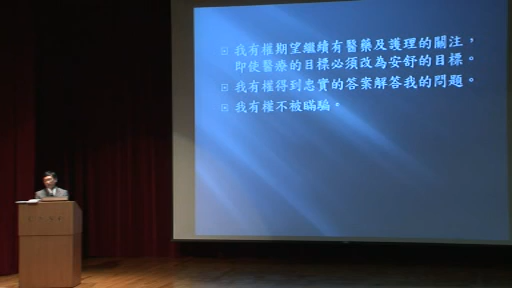 我有權期望繼續有醫藥及護理的關注，
即使醫療的目標必須改為安舒的目標。
我有權得到忠實的答案解答我的問題。
我有權不被瞞騙。